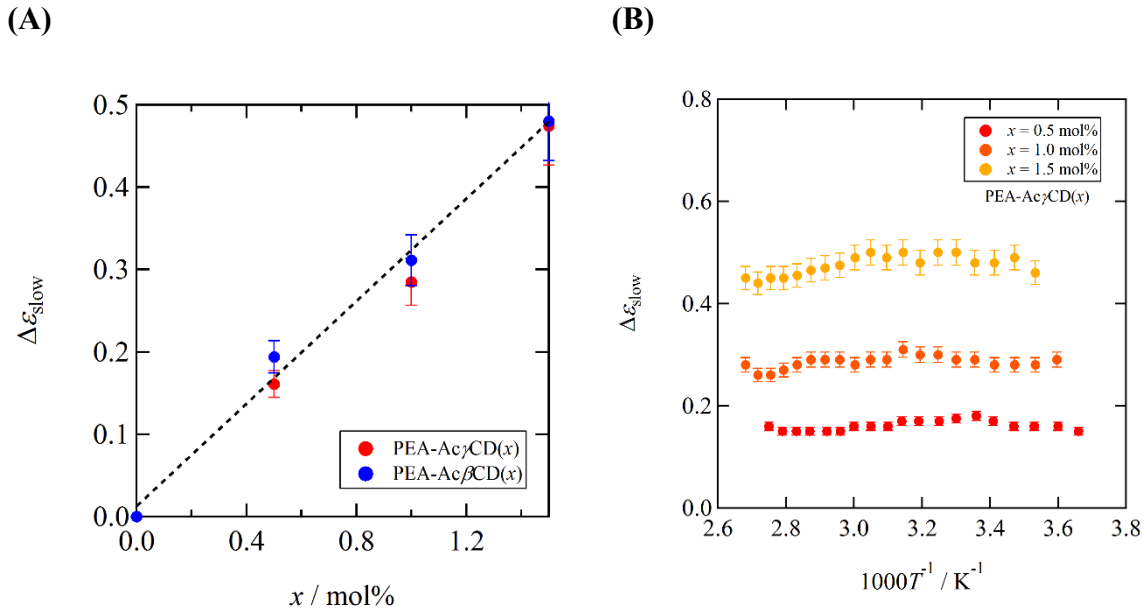 (A)
0.5
0.4
0.3
0.2
0.1
0.0
Δε_slow
0.0 0.4 0.8 1.2
x / mol%
PEA-AcγCD(x)
PEA-AcβCD(x)
(B)
0.8
0.6
0.4
0.2
0.0
Δε_slow
2.6 2.8 3.0 3.2 3.4 3.6 3.8
1000T⁻¹ / K⁻¹
x = 0.5 mol%
x = 1.0 mol%
x = 1.5 mol%
PEA-AcγCD(x)